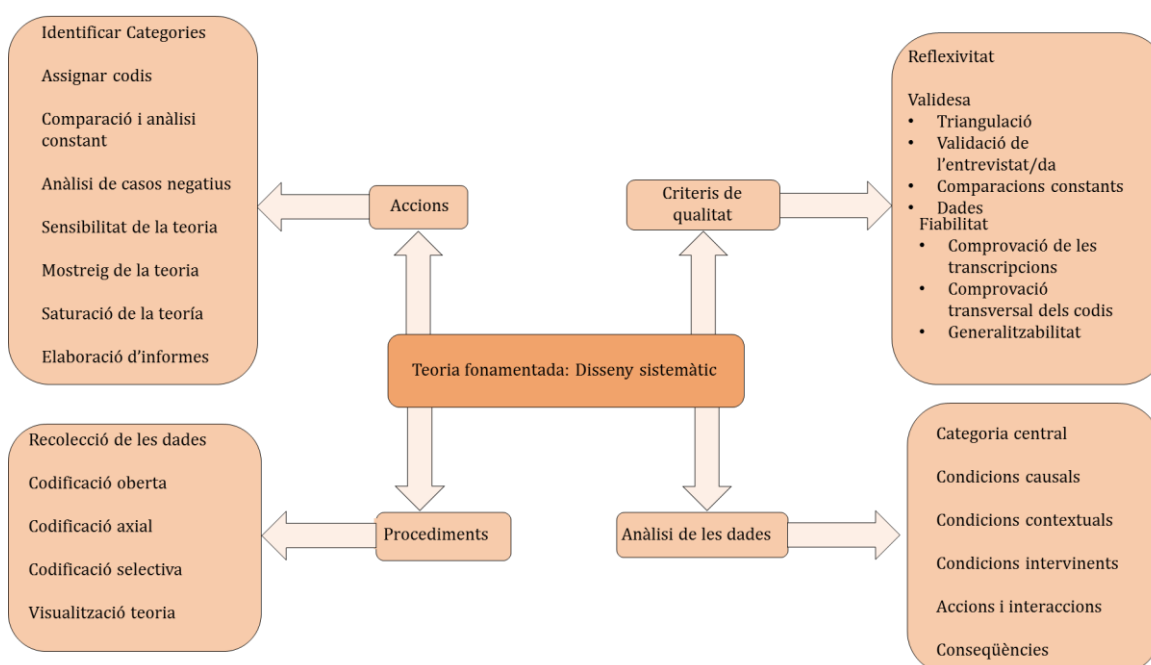 Identificar Categories
Assignar codis
Comparació i anàlisi
constant
Anàlisi de casos negatius
Sensibilitat de la teoria
Mostreig de la teoria
Saturació de la teoría
Elaboració d'informes
Accions
Criteris de
qualitat
Reflexivitat
Validesa
• Triangulació
• Validació de
l'entrevistat/da
• Comparacions constants
• Dades
Fiabilitat
• Comprovació de les
transcripcions
• Comprovació
transversal dels codis
• Generalitzabilitat
Teoria fonamentada: Disseny sistemàtic
Recolecció de les dades
Codificació oberta
Codificació axial
Codificació selectiva
Visualització teoria
Procediments
Anàlisi de les dades
Categoria central
Condicions causals
Condicions contextuals
Condicions intervinents
Accions i interaccions
Conseqüències